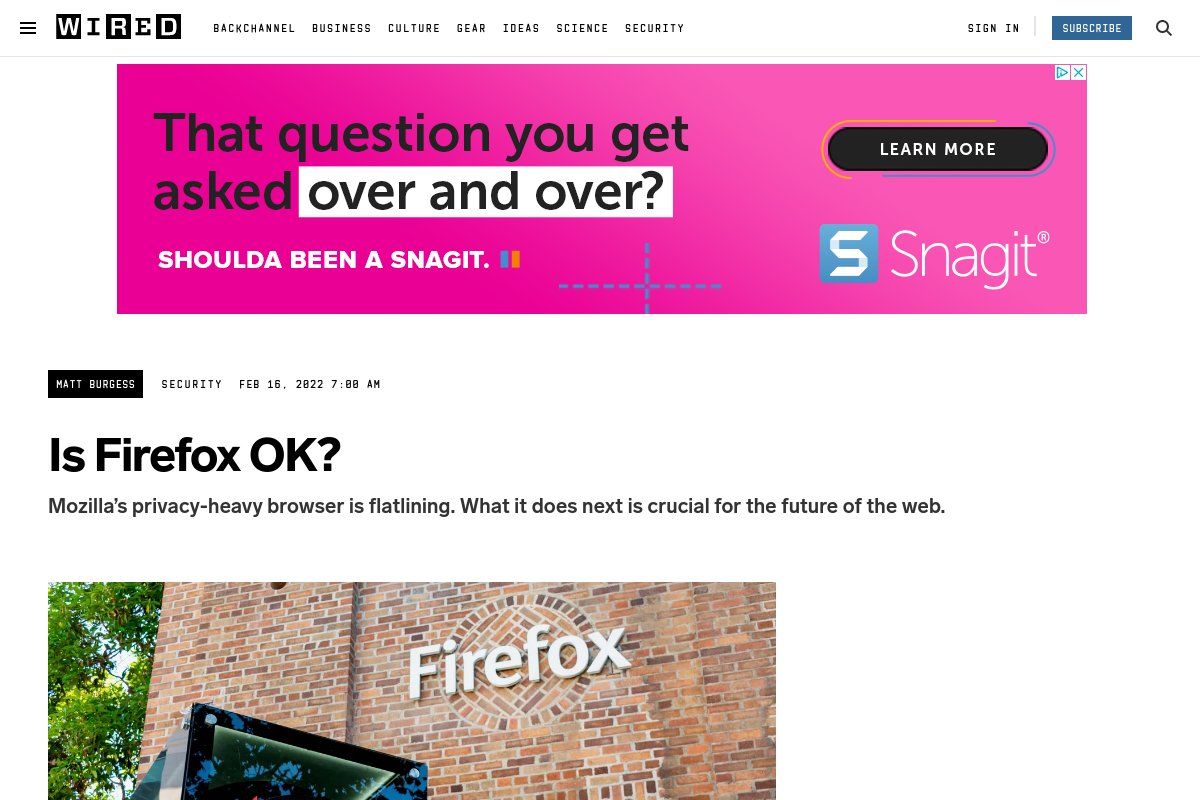 WIRED
BACKCHANNEL BUSINESS CULTURE GEAR IDEAS SCIENCE SECURITY
SIGN IN
SUBSCRIBE
That question you get
asked over and over?
SHOULDA BEEN A SNAGIT.
LEARN MORE
S Snagit®
MATT BURGESS SECURITY FEB 16, 2022 7:00 AM
Is Firefox OK?
Mozilla’s privacy-heavy browser is flatlining. What it does next is crucial for the future of the web.
Firefox